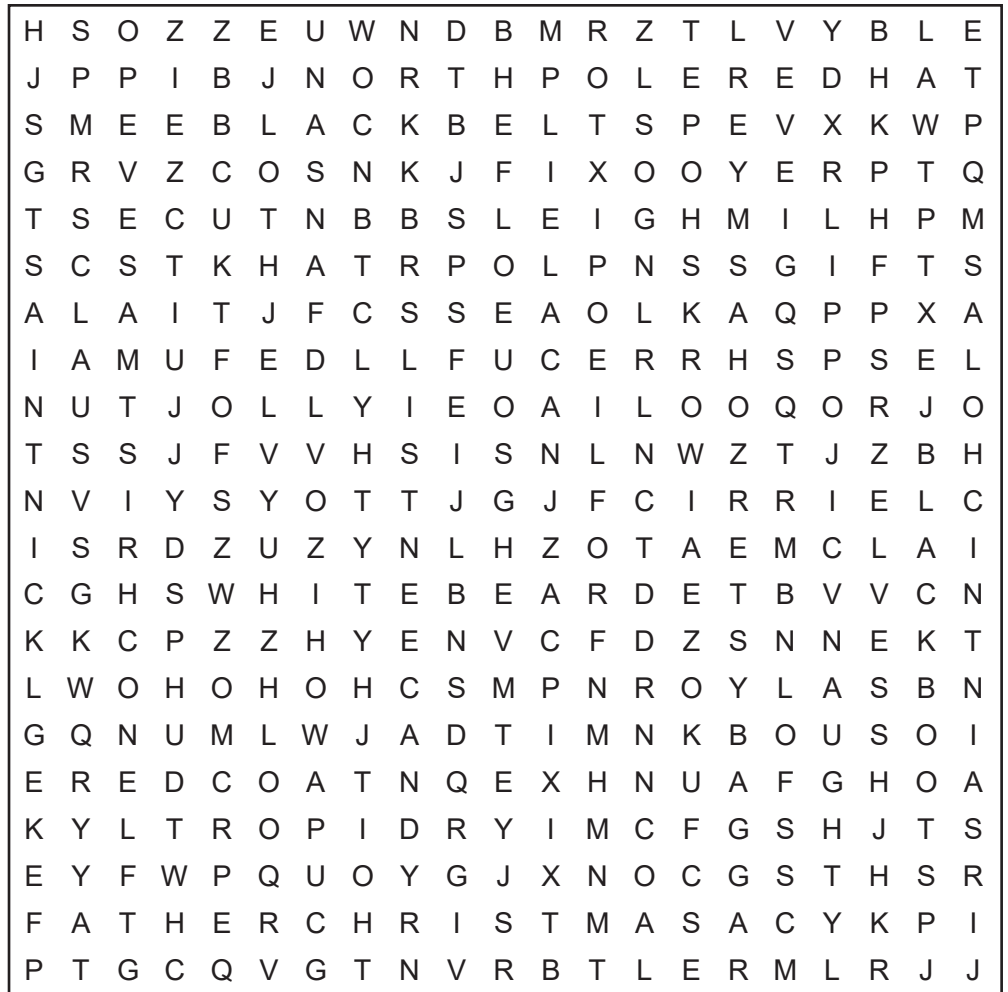 H S O Z Z E U W N D B M R Z T L V Y B L E
J P P I B J N O R T H P O L E R E D H A T
S M E E B L A C K B E L T S P E V X K W P
G R V Z C O S N K J F I X O O Y E R P T Q
T S E C U T N B B S L E I G H M I L H P M
S C S T K H A T R P O L P N S S G I F T S
A L A I T J F C S S E A O L K A Q P P X A
I A M U F E D L L F U C E R R H S P S E L
N U T J O L L Y I E O A I L O O Q O R J O
T S S J F V V H S I S N L N W Z T J Z B H
N V I Y S Y O T T J G J F C I R R I E L C
I S R D Z U Z Y N L H Z O T A E M C L A I
C G H S W H I T E B E A R D E T B V V C N
K K C P Z Z H Y E N V C F D Z S N N E K T
L W O H O H O H C S M P N R O Y L A S B N
G Q N U M L W J A D T I M N K B O U S O I
E R E D C O A T N Q E X H N U A F G H O A
K Y L T R O P I D R Y I M C F G S H J T S
E Y F W P Q U O Y G J X N O C G S T H S R
F A T H E R C H R I S T M A S A C Y K P I
P T G C Q V G T N V R B T L E R M L R J J